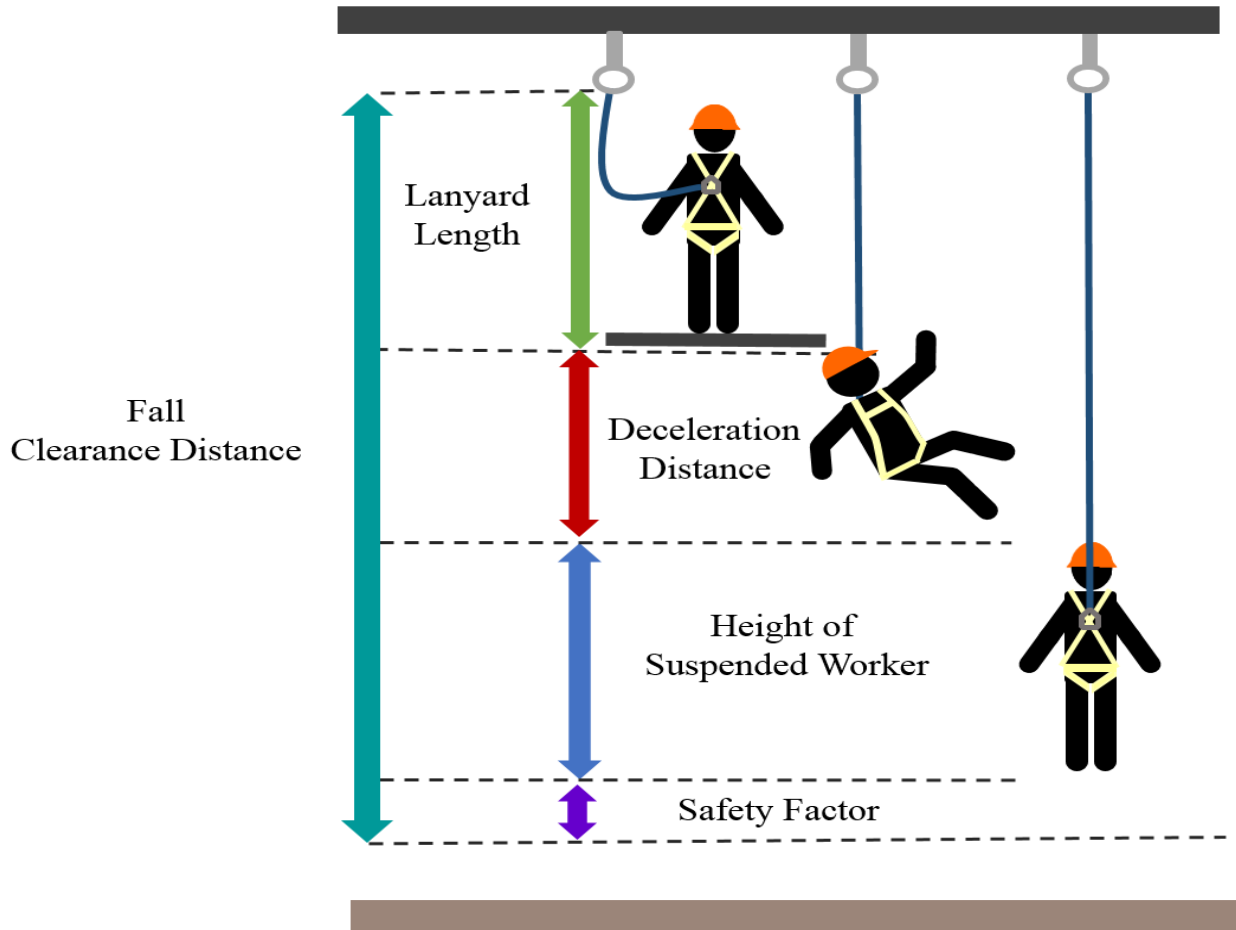 Lanyard
Length
Fall
Clearance Distance
Deceleration
Distance
Height of
Suspended Worker
Safety Factor